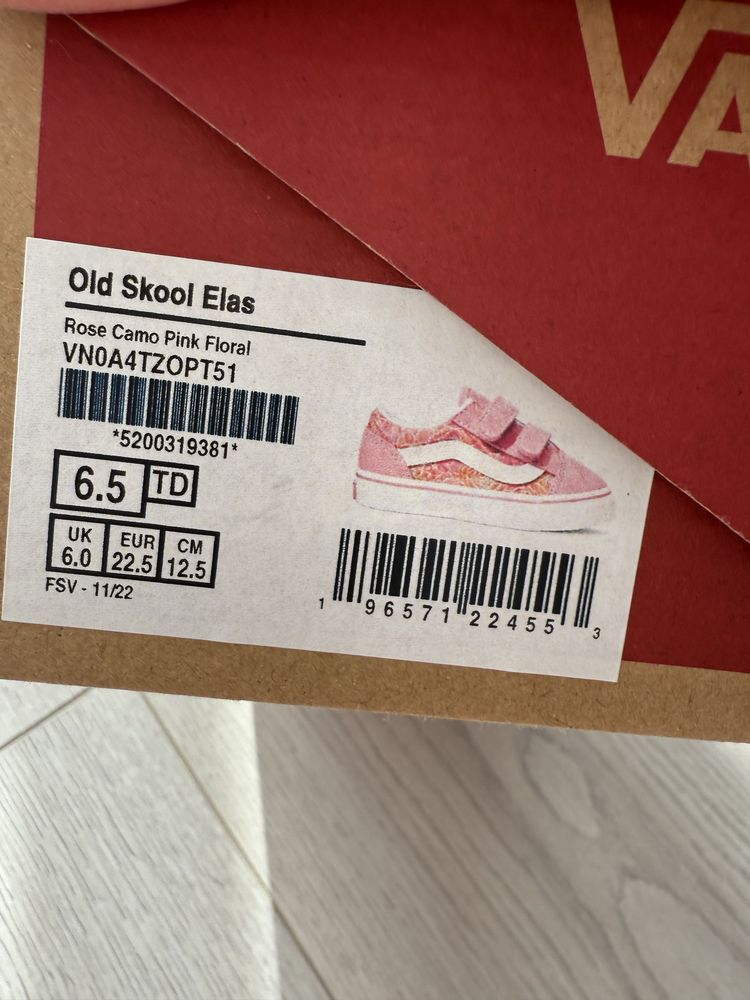 VA
Old Skool Elas
Rose Camo Pink Floral
VN0A4TZOPT51
*5200319381*
6.5 TD
UK EUR CM
6.0 22.5 12.5
FSV - 11/22
1 96571 22455 3